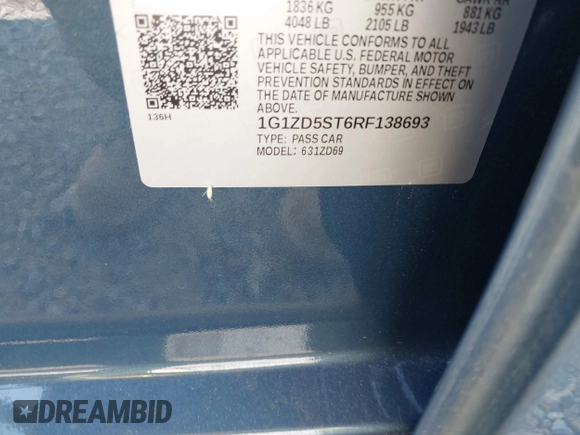 1836 KG 955 KG 881 KG
4048 LB 2105 LB 1943 LB
THIS VEHICLE CONFORMS TO ALL
APPLICABLE U.S. FEDERAL MOTOR
VEHICLE SAFETY, BUMPER, AND THEFT
PREVENTION STANDARDS IN EFFECT ON
THE DATE OF MANUFACTURE SHOWN
ABOVE.
136H
1G1ZD5ST6RF138693
TYPE: PASS CAR
MODEL: 631ZD69
DREAMBID